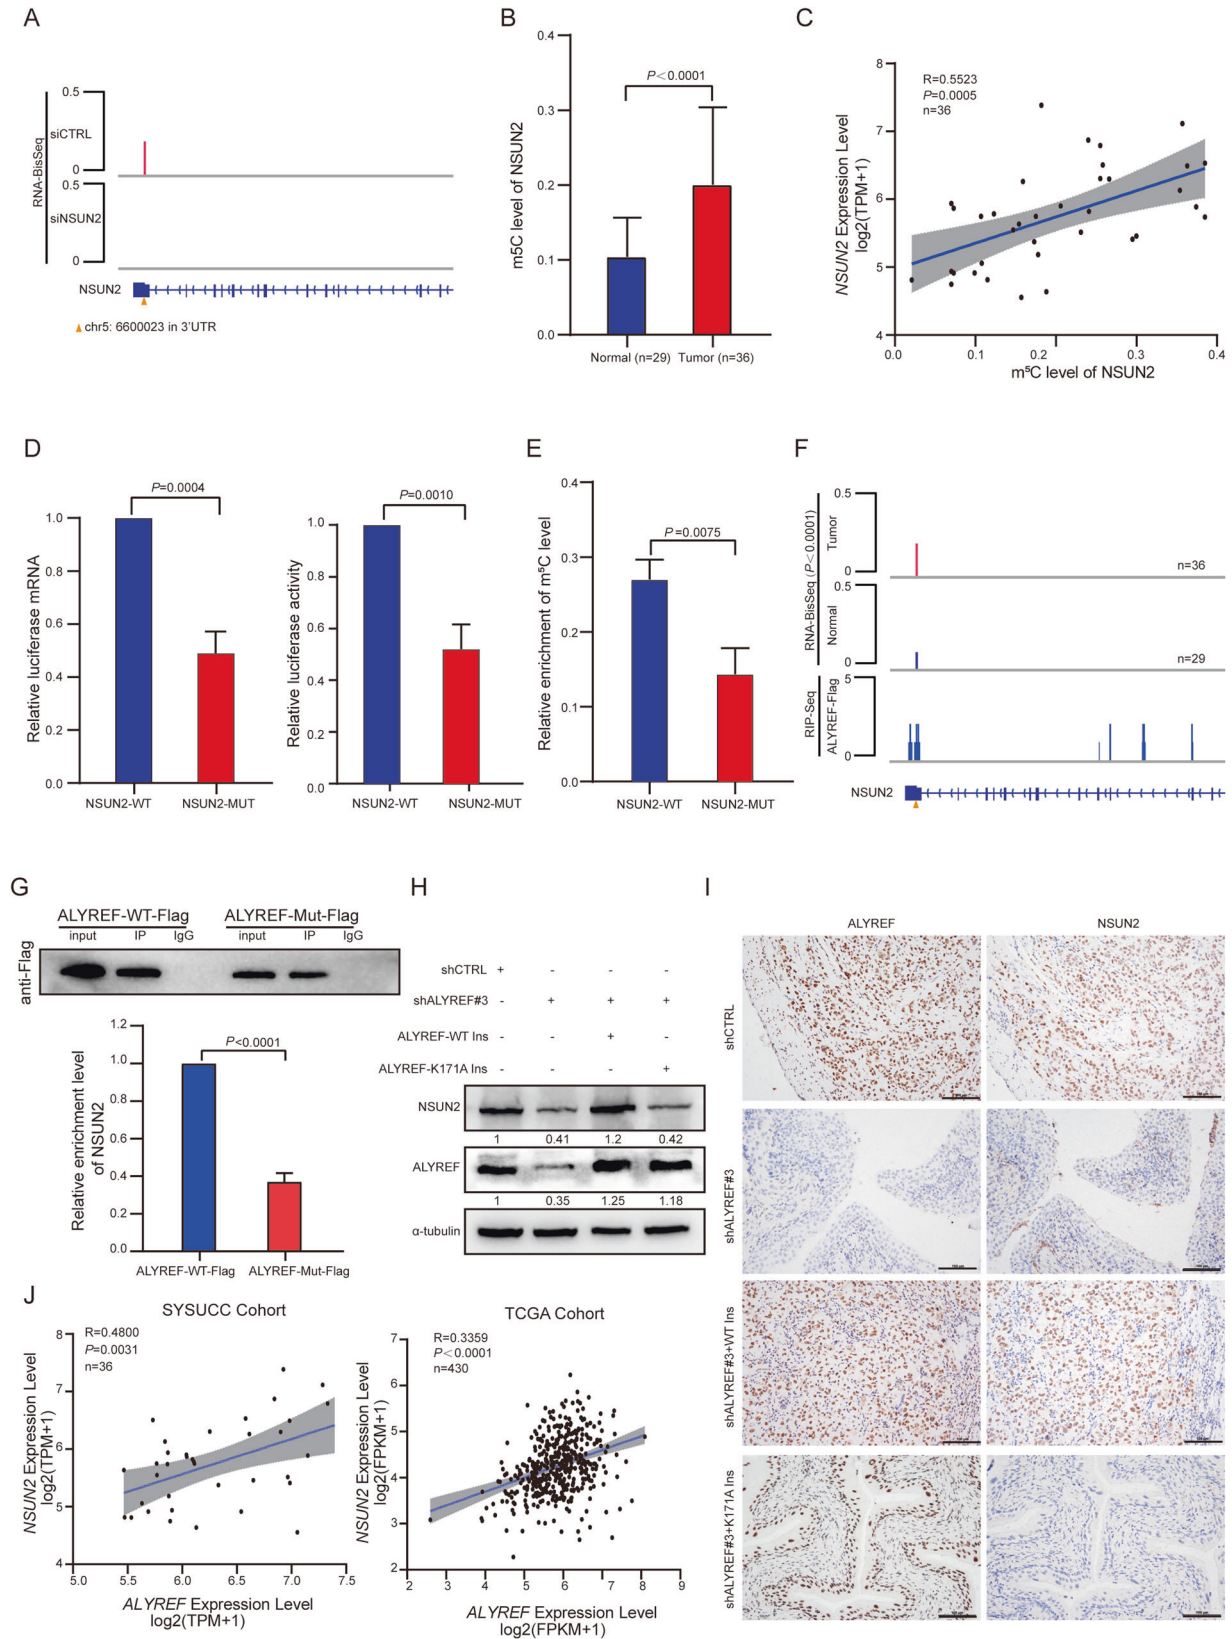 A
RNA-BisSeq
siCTRL
0.5
0
siNSUN2
0.5
0
NSUN2
chr5: 6600023 in 3'UTR
B
m5C level of NSUN2
0.4
0.3
0.2
0.1
0.0
P<0.0001
Normal (n=29) Tumor (n=36)
C
NSUN2 Expression Level
log2(TPM+1)
8
7
6
5
4
R=0.5523
P=0.0005
n=36
0.0 0.1 0.2 0.3 0.4
m⁵C level of NSUN2
D
Relative luciferase mRNA
1.0
0.8
0.6
0.4
0.2
0.0
P=0.0004
NSUN2-WT NSUN2-MUT
Relative luciferase activity
1.0
0.8
0.6
0.4
0.2
0.0
P=0.0010
NSUN2-WT NSUN2-MUT
E
Relative enrichment of m⁵C level
0.4
0.3
0.2
0.1
0.0
P=0.0075
NSUN2-WT NSUN2-MUT
F
RNA-BisSeq (P<0.0001)
Tumor
0.5
0
n=36
Normal
0.5
0
n=29
RIP-Seq
ALYREF-Flag
5
0
NSUN2
G
ALYREF-WT-Flag ALYREF-Mut-Flag
input IP IgG input IP IgG
anti-Flag
Relative enrichment level
of NSUN2
1.2
1.0
0.8
0.6
0.4
0.2
0.0
P<0.0001
ALYREF-WT-Flag ALYREF-Mut-Flag
H
shCTRL + - - -
shALYREF#3 - + + +
ALYREF-WT Ins - - + -
ALYREF-K171A Ins - - - +
NSUN2
1 0.41 1.2 0.42
ALYREF
1 0.35 1.25 1.18
α-tubulin
I
ALYREF NSUN2
shCTRL
shALYREF#3
shALYREF#3+WT Ins
shALYREF#3+K171A Ins
J
SYSUCC Cohort
NSUN2 Expression Level
log2(TPM+1)
8
7
6
5
4
R=0.4800
P=0.0031
n=36
5.0 5.5 6.0 6.5 7.0 7.5
ALYREF Expression Level
log2(TPM+1)
TCGA Cohort
NSUN2 Expression Level
log2(FPKM+1)
7
6
5
4
3
2
R=0.3359
P<0.0001
n=430
2 3 4 5 6 7 8 9
ALYREF Expression Level
log2(FPKM+1)